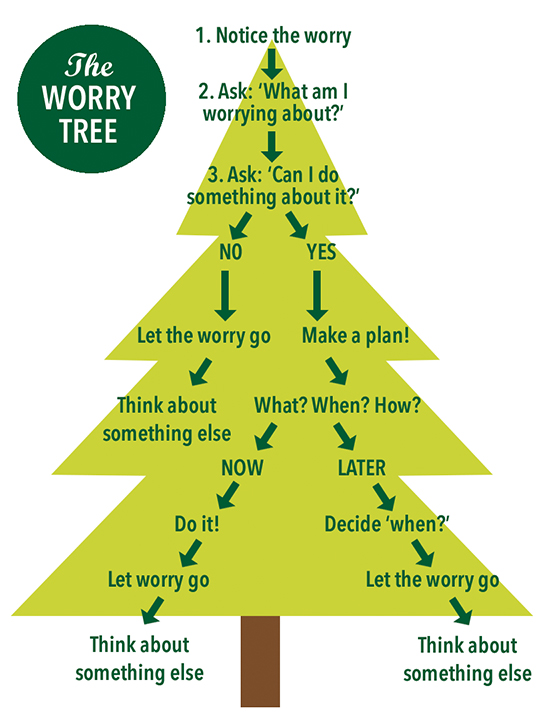 The
WORRY
TREE
1. Notice the worry
2. Ask: ‘What am I
worrying about?’
3. Ask: ‘Can I do
something about it?’
NO
YES
Let the worry go
Make a plan!
Think about
something else
What? When? How?
NOW
LATER
Do it!
Decide ‘when?’
Let worry go
Let the worry go
Think about
something else
Think about
something else